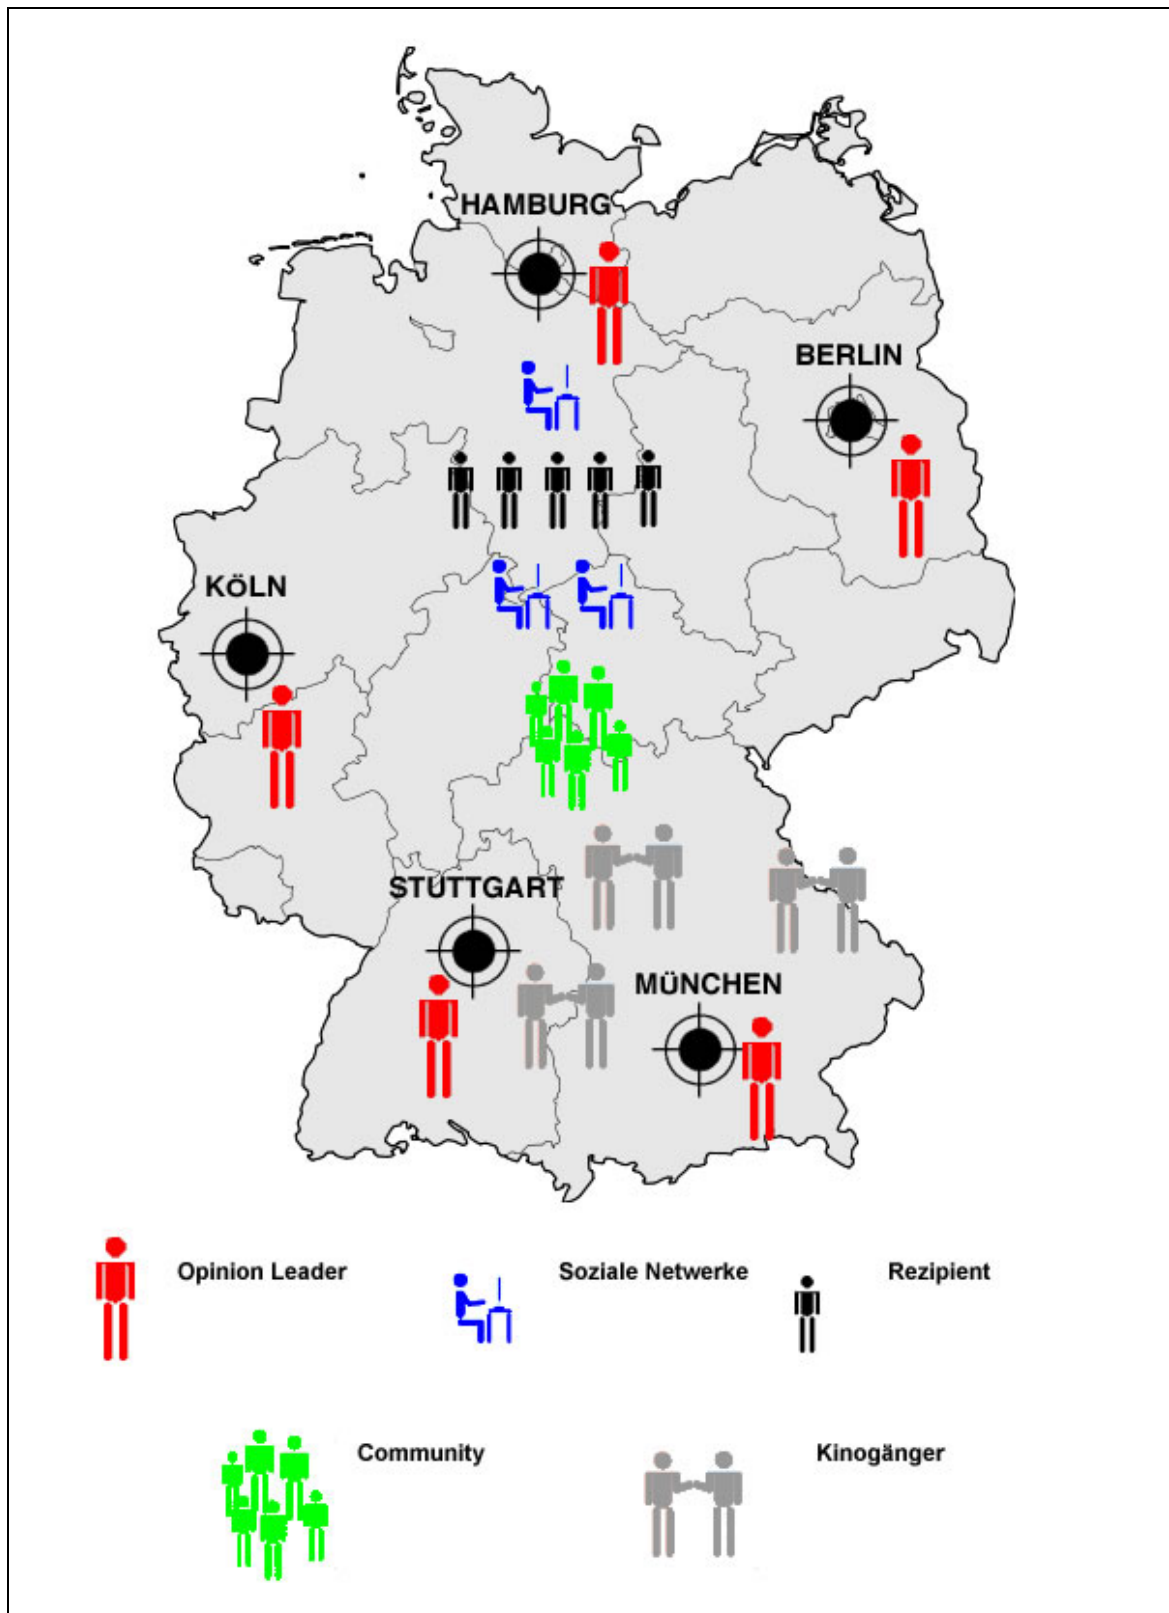 HAMBURG
BERLIN
KÖLN
STUTTGART
MÜNCHEN
Opinion Leader
Soziale Netwerke
Rezipient
Community
Kinogänger